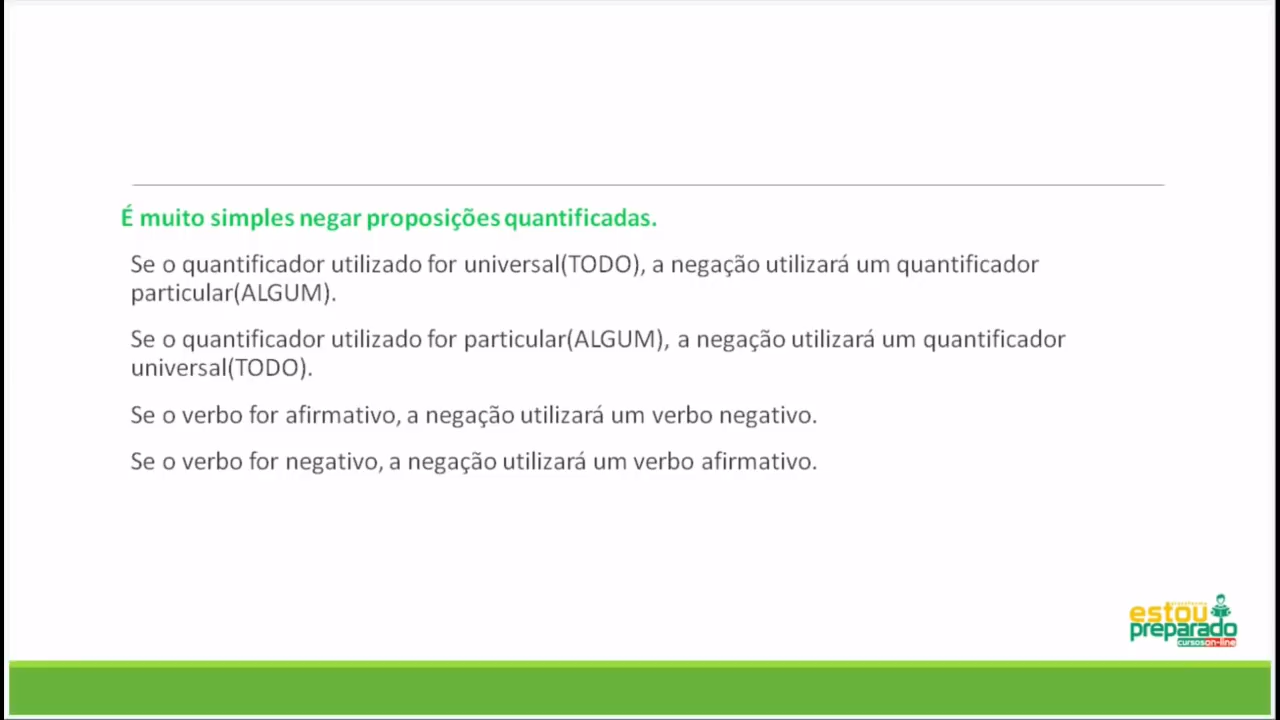 É muito simples negar proposições quantificadas.
Se o quantificador utilizado for universal(TODO), a negação utilizará um quantificador
particular(ALGUM).
Se o quantificador utilizado for particular(ALGUM), a negação utilizará um quantificador
universal(TODO).
Se o verbo for afirmativo, a negação utilizará um verbo negativo.
Se o verbo for negativo, a negação utilizará um verbo afirmativo.
estou
preparado
cursos on-line